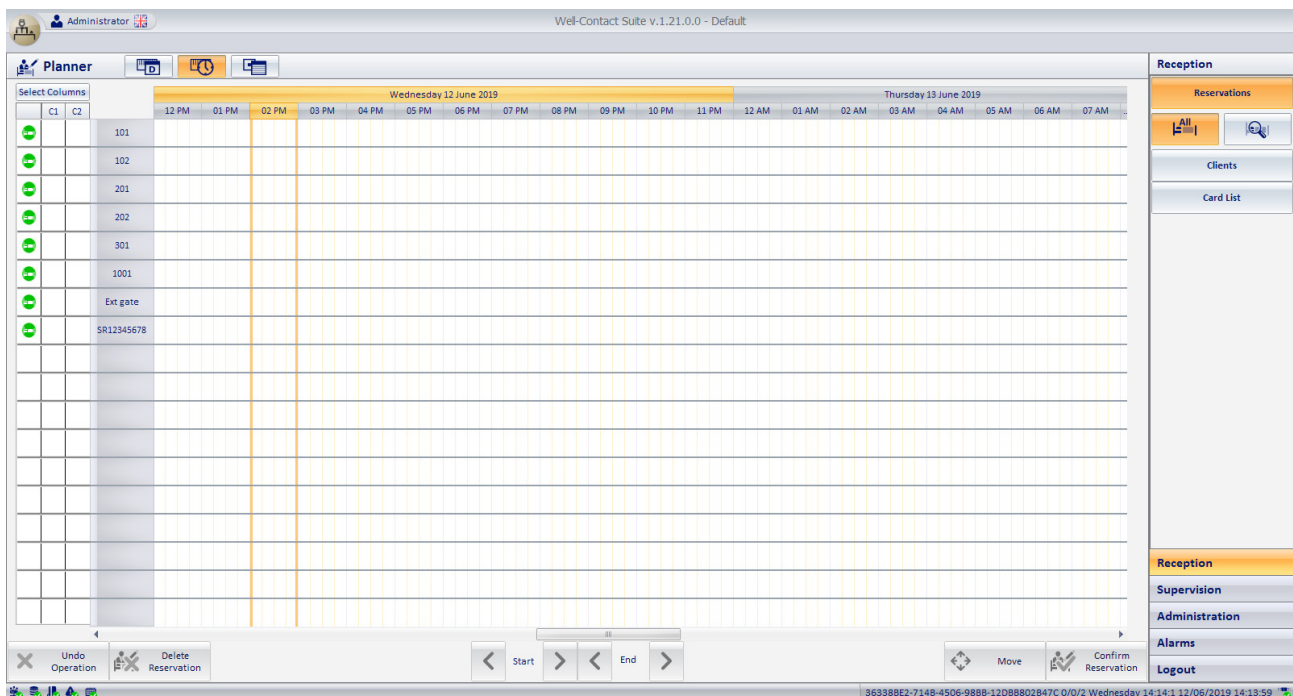 Administrator
Well-Contact Suite v.1.21.0.0 - Default
Planner
D
Reception
Select Columns
Wednesday 12 June 2019
Thursday 13 June 2019
Reservations
C1 C2
12 PM 01 PM 02 PM 03 PM 04 PM 05 PM 06 PM 07 PM 08 PM 09 PM 10 PM 11 PM 12 AM 01 AM 02 AM 03 AM 04 AM 05 AM 06 AM 07 AM ..
All
101
102
Clients
201
Card List
202
301
1001
Ext gate
SR12345678
Reception
Supervision
Administration
Alarms
Logout
Undo Operation
Delete Reservation
Start
End
Move
Confirm Reservation
36338BE2-714B-4506-98BB-12DBB802B47C 0/0/2 Wednesday 14:14:1 12/06/2019 14:13:59